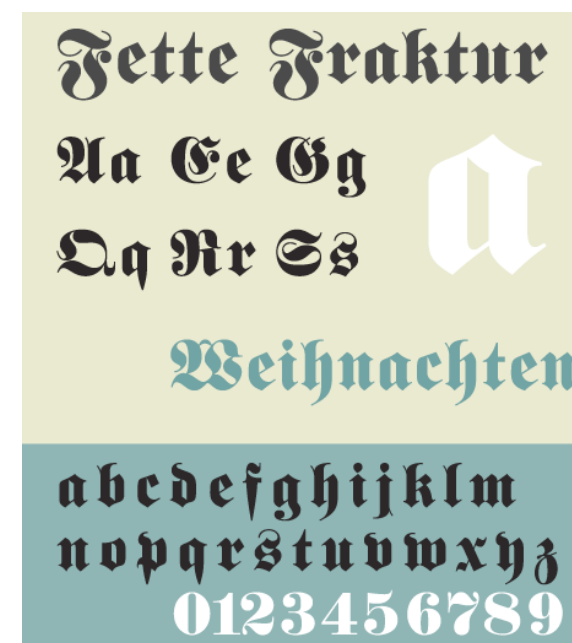 Fette Fraktur
Aa Ee Gg
a
Qq Rr Ss
Weihnachten
abcdefghijklm
nopqrstuvwxyz
0123456789